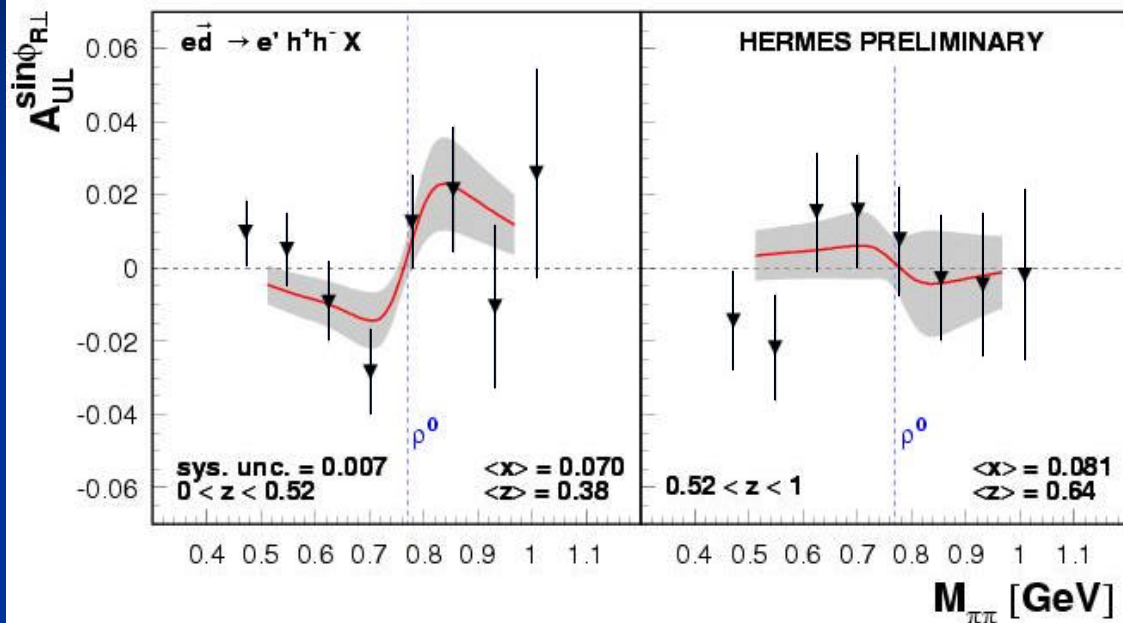 A_UL^sinϕ_R⊥
ed⃗ → e' h⁺h⁻ X
HERMES PRELIMINARY
0.06
0.04
0.02
0
-0.02
-0.04
-0.06
ρ⁰
ρ⁰
sys. unc. = 0.007
0 < z < 0.52
<x> = 0.070
<z> = 0.38
0.52 < z < 1
<x> = 0.081
<z> = 0.64
0.4 0.5 0.6 0.7 0.8 0.9 1 1.1
0.4 0.5 0.6 0.7 0.8 0.9 1 1.1
M_ππ [GeV]